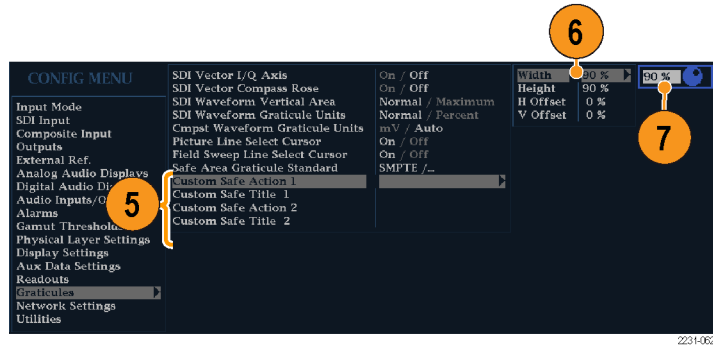 6
CONFIG MENU
Input Mode
SDI Input
Composite Input
Outputs
External Ref.
Analog Audio Displays
Digital Audio
Audio Inputs/O
Alarms
Gamut Threshold
Physical Layer Settings
Display Settings
Aux Data Settings
Readouts
Graticules
Network Settings
Utilities
5
SDI Vector I/Q Axis On / Off
SDI Vector Compass Rose On / Off
SDI Waveform Vertical Area Normal / Maximum
SDI Waveform Graticule Units Normal / Percent
Cmpst Waveform Graticule Units mV / Auto
Picture Line Select Cursor On / Off
Field Sweep Line Select Cursor On / Off
Safe Area Graticule Standard SMPTE /...
Custom Safe Action 1
Custom Safe Title 1
Custom Safe Action 2
Custom Safe Title 2
Width 90 %
Height 90 %
H Offset 0 %
V Offset 0 %
90 %
7
2231-062